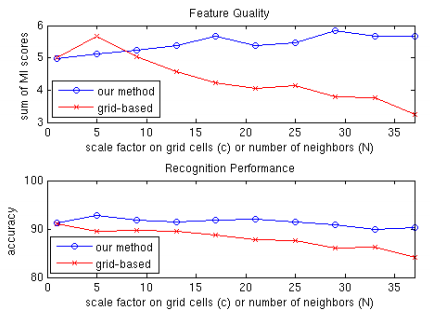 Feature Quality
6
5
4
3
sum of MI scores
our method
grid-based
0 5 10 15 20 25 30 35
scale factor on grid cells (c) or number of neighbors (N)
Recognition Performance
100
90
80
accuracy
our method
grid-based
0 5 10 15 20 25 30 35
scale factor on grid cells (c) or number of neighbors (N)